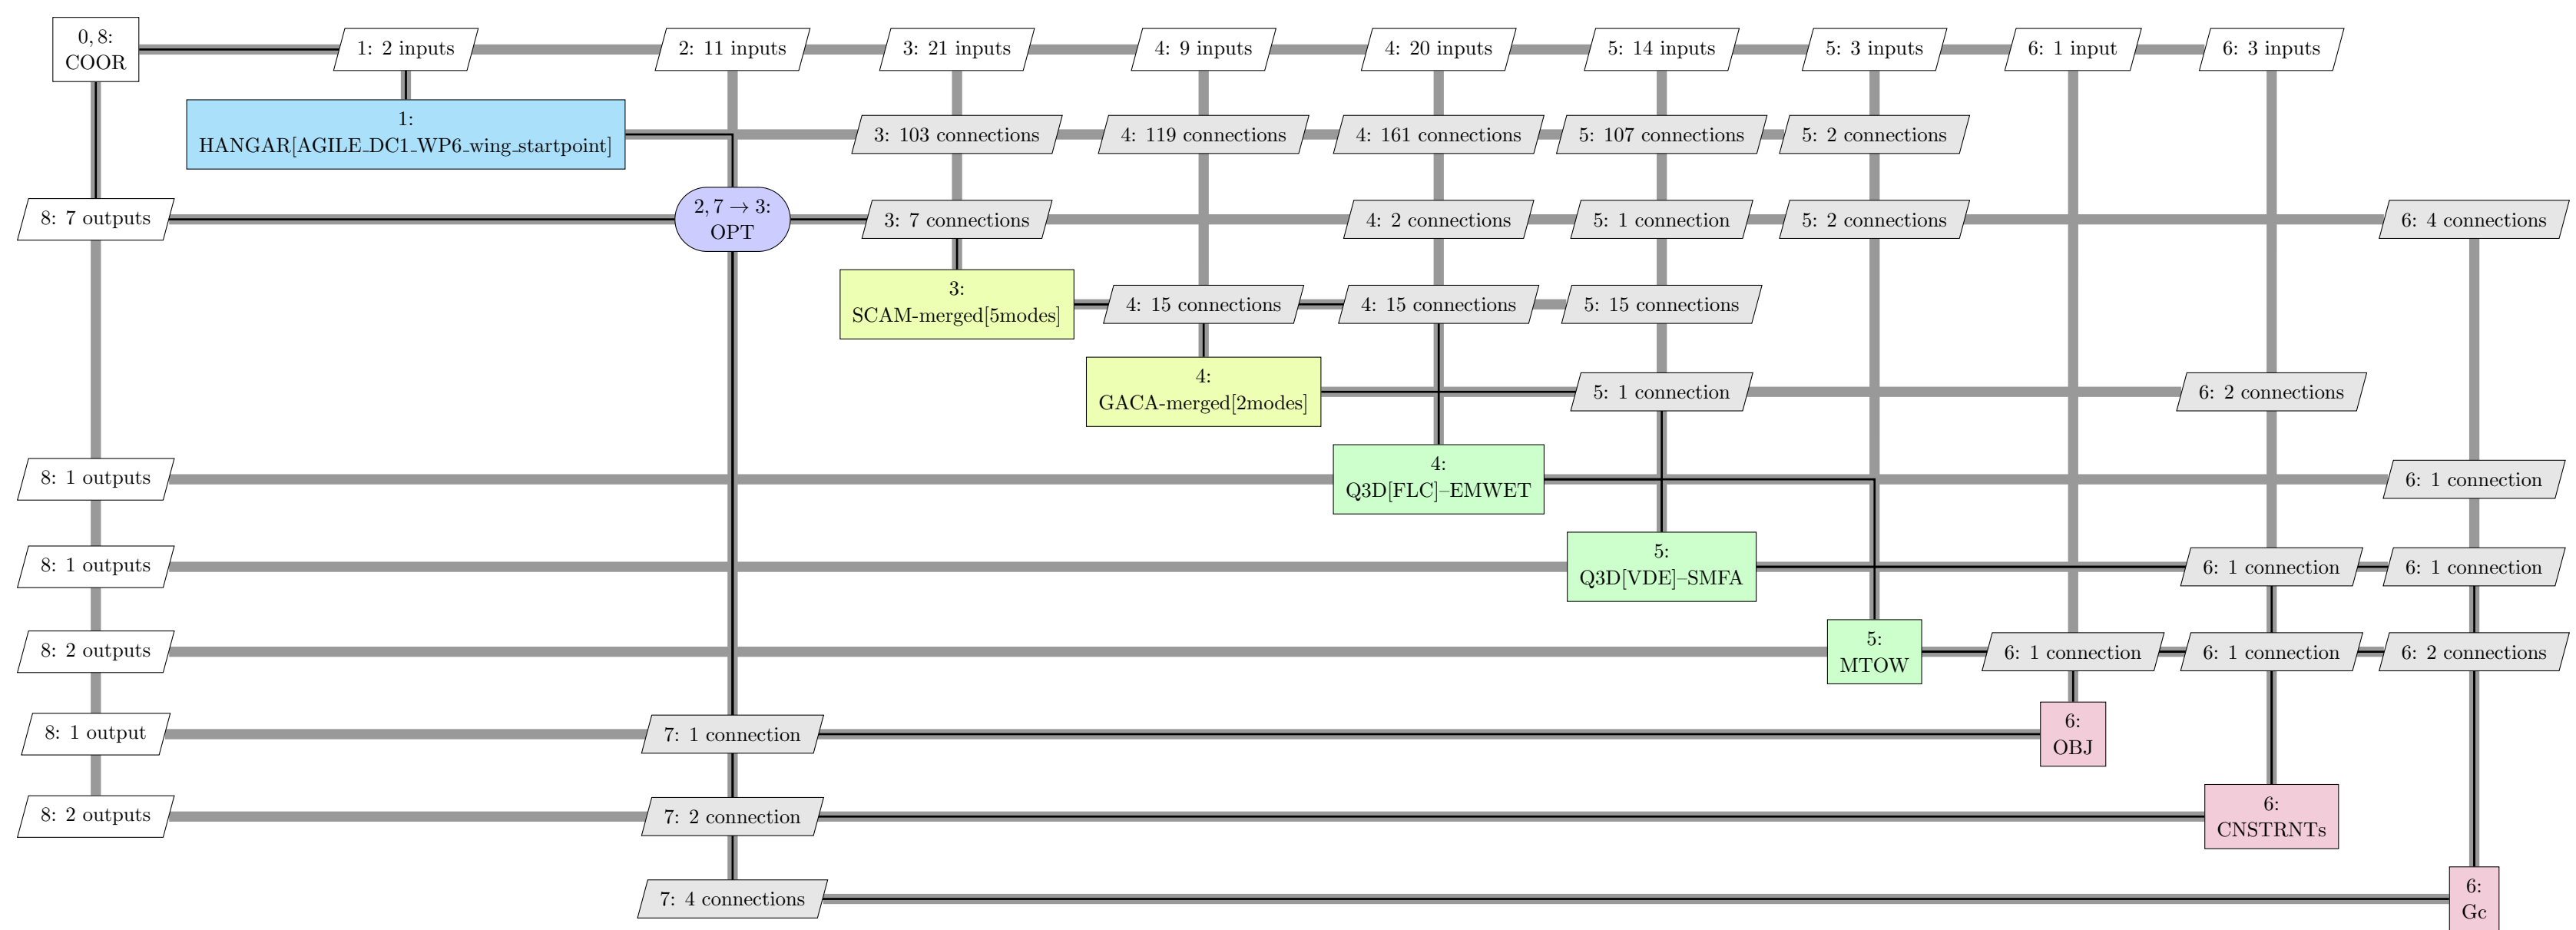 0, 8:
COOR
1: 2 inputs
2: 11 inputs
3: 21 inputs
4: 9 inputs
4: 20 inputs
5: 14 inputs
5: 3 inputs
6: 1 input
6: 3 inputs
1:
HANGAR[AGILE_DC1_WP6_wing_startpoint]
3: 103 connections
4: 119 connections
4: 161 connections
5: 107 connections
5: 2 connections
8: 7 outputs
2, 7 → 3:
OPT
3: 7 connections
4: 2 connections
5: 1 connection
5: 2 connections
6: 4 connections
3:
SCAM-merged[5modes]
4: 15 connections
4: 15 connections
5: 15 connections
4:
GACA-merged[2modes]
5: 1 connection
6: 2 connections
8: 1 outputs
4:
Q3D[FLC]–EMWET
6: 1 connection
8: 1 outputs
5:
Q3D[VDE]–SMFA
6: 1 connection
6: 1 connection
8: 2 outputs
5:
MTOW
6: 1 connection
6: 1 connection
6: 2 connections
8: 1 output
7: 1 connection
6:
OBJ
8: 2 outputs
7: 2 connection
6:
CNSTRNTs
7: 4 connections
6:
Gc